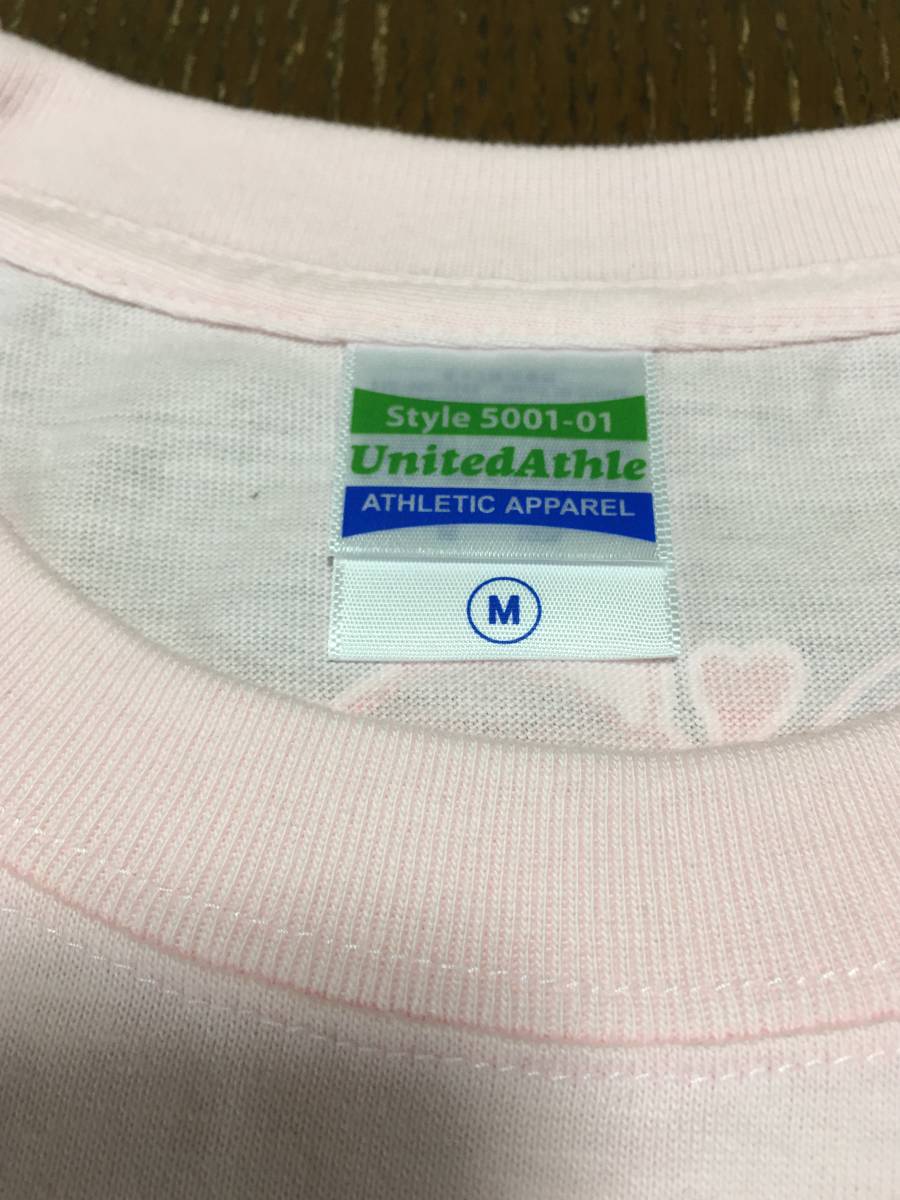 Style 5001-01
UnitedAthle
ATHLETIC APPAREL
M